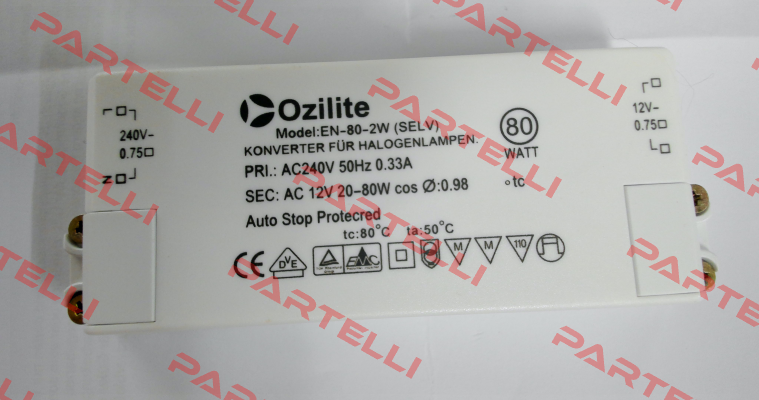 Ozilite
Model:EN-80-2W (SELV)
KONVERTER FÜR HALOGENLAMPEN.
PRI.: AC240V 50Hz 0.33A
SEC: AC 12V 20-80W cos Ø:0.98
Auto Stop Protecred
tc:80°C ta:50°C
80
WATT
°tc
L
240V~
0.75□
N
12V~
0.75□
L
CE
DVE
EMC
M
M
110
PARTELLI
PARTELLI
PARTELLI
PARTELLI
PARTELLI
PARTELLI
PARTELLI
PARTELLI